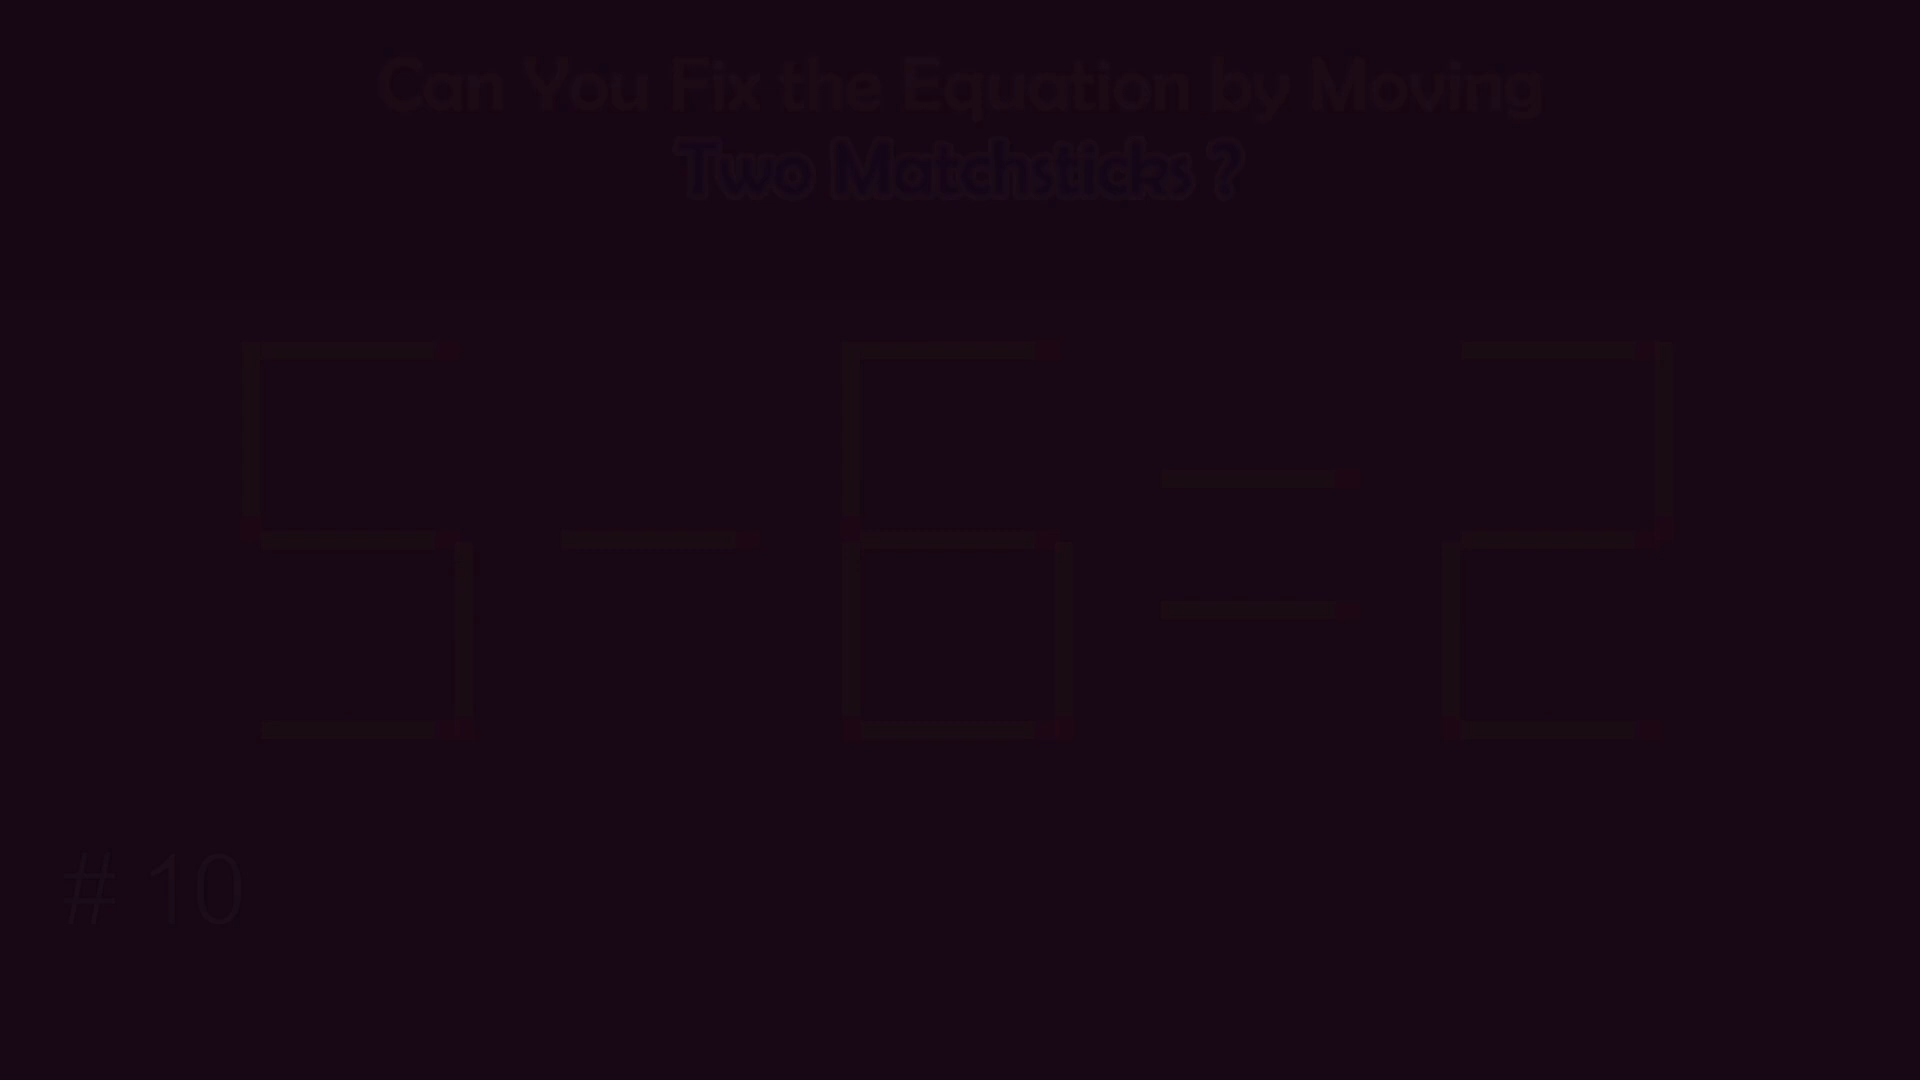 Can You Fix the Equation by Moving
Two Matchsticks ?
5 - 6 = 2
# 10